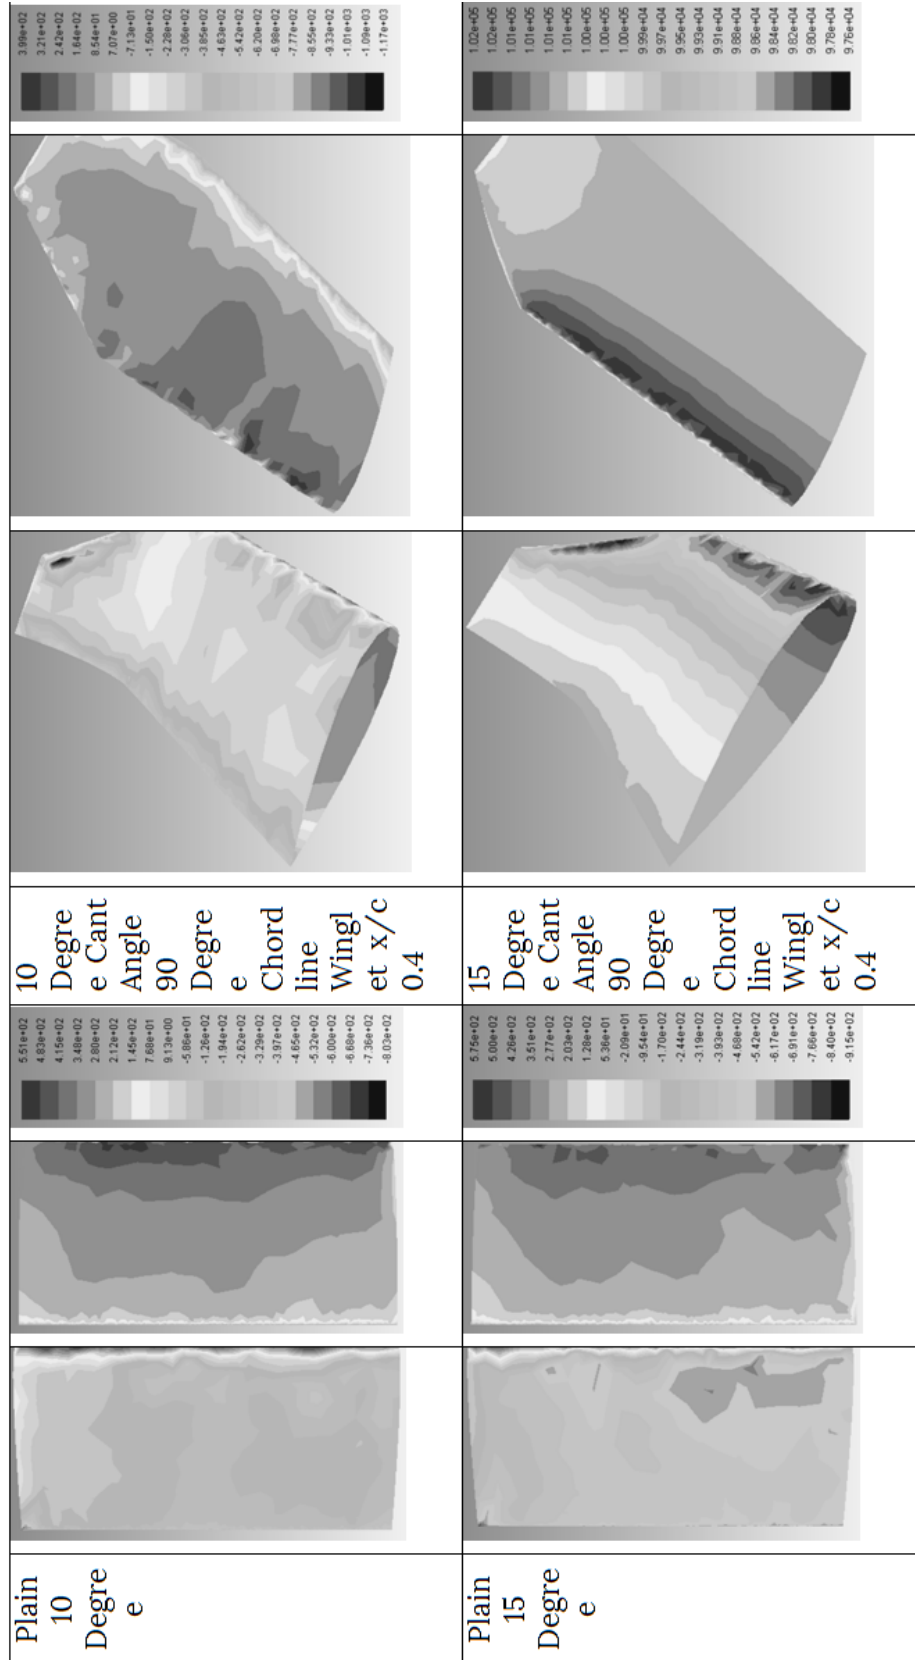 Plain
10
Degre
e
5.51e+02
4.83e+02
4.15e+02
3.48e+02
2.80e+02
2.12e+02
1.45e+02
7.68e+01
9.13e+00
-5.86e+01
-1.26e+02
-1.94e+02
-2.62e+02
-3.29e+02
-3.97e+02
-4.65e+02
-5.32e+02
-6.00e+02
-6.68e+02
-7.36e+02
-8.03e+02
10
Degre
e Cant
Angle
90
Degre
e
Chord
line
Wingl
et x/c
0.4
3.99e+02
3.21e+02
2.42e+02
1.64e+02
8.54e+01
7.07e+00
-7.13e+01
-1.50e+02
-2.28e+02
-3.06e+02
-3.85e+02
-4.63e+02
-5.42e+02
-6.20e+02
-6.98e+02
-7.77e+02
-8.55e+02
-9.33e+02
-1.01e+03
-1.09e+03
-1.17e+03
Plain
15
Degre
e
5.75e+02
5.00e+02
4.26e+02
3.51e+02
2.77e+02
2.03e+02
1.28e+02
5.36e+01
-2.09e+01
-9.54e+01
-1.70e+02
-2.44e+02
-3.19e+02
-3.93e+02
-4.68e+02
-5.42e+02
-6.17e+02
-6.91e+02
-7.66e+02
-8.40e+02
-9.15e+02
15
Degre
e Cant
Angle
90
Degre
e
Chord
line
Wingl
et x/c
0.4
1.02e+05
1.02e+05
1.01e+05
1.01e+05
1.01e+05
1.01e+05
1.00e+05
1.00e+05
1.00e+05
9.99e+04
9.97e+04
9.95e+04
9.93e+04
9.91e+04
9.88e+04
9.86e+04
9.84e+04
9.82e+04
9.80e+04
9.78e+04
9.76e+04